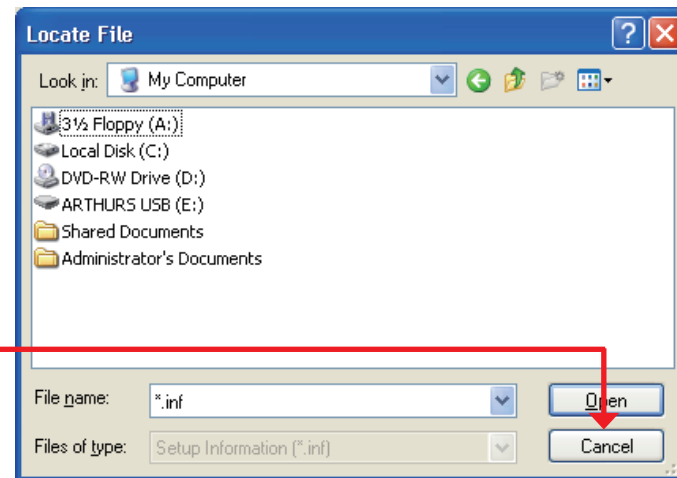 Locate File
Look in: My Computer
3½ Floppy (A:)
Local Disk (C:)
DVD-RW Drive (D:)
ARTHURS USB (E:)
Shared Documents
Administrator's Documents
File name: *.inf Open
Files of type: Setup Information (*.inf) Cancel